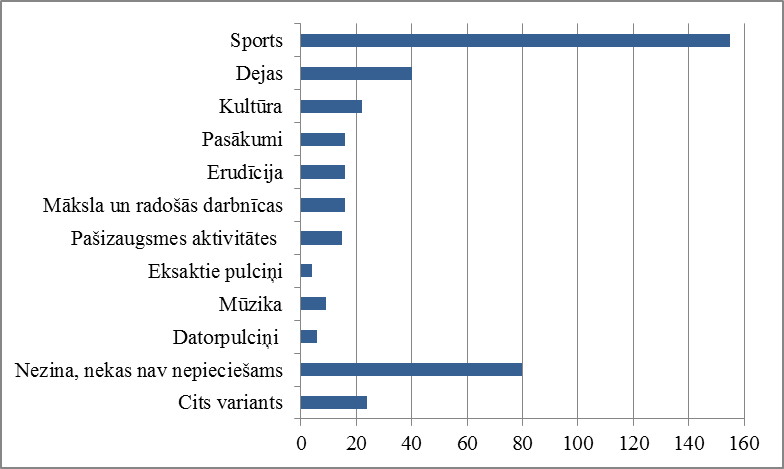 Sports
Dejas
Kultūra
Pasākumi
Erudīcija
Māksla un radošās darbnīcas
Pašizaugsmes aktivitātes
Eksaktie pulciņi
Mūzika
Datorpulciņi
Nezina, nekas nav nepieciešams
Cits variants
0 20 40 60 80 100 120 140 160